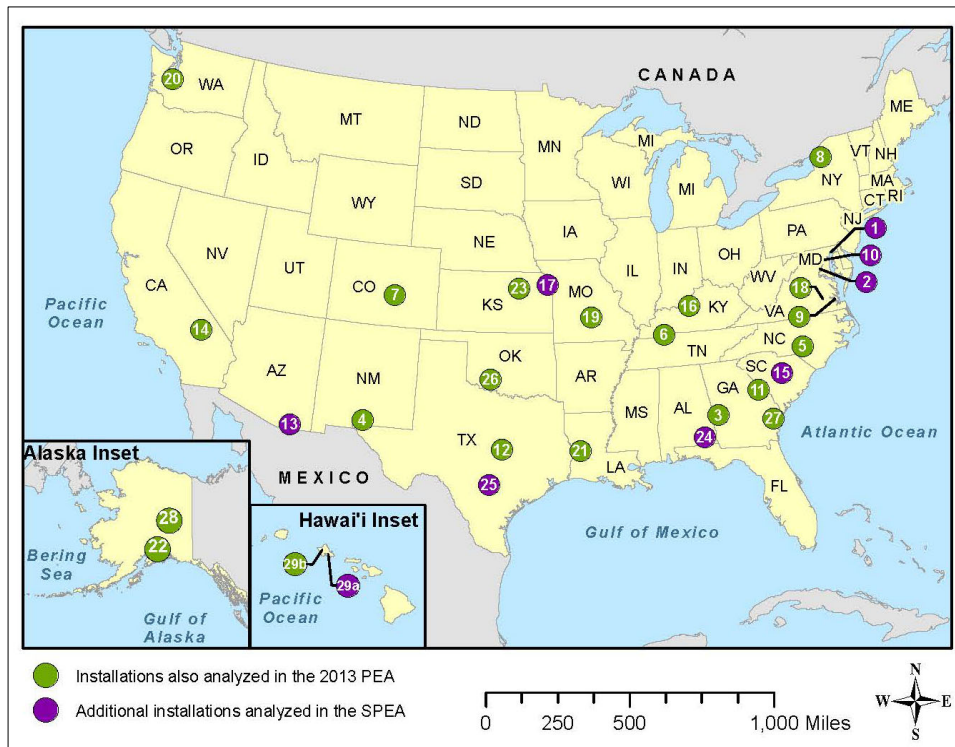 CANADA
20
WA
MT
ND
MN
ME
OR
ID
MI
VT
NH
8
WI
SD
NY
MA
MI
CT
RI
WY
IA
NJ
1
PA
NE
NV
OH
MD
10
Pacific
Ocean
UT
IL
IN
WV
2
CA
CO
7
KS
23
17
MO
18
16
KY
VA
9
19
14
6
NC
5
TN
OK
AZ
NM
26
AR
SC
15
GA
11
13
4
MS
AL
3
27
24
TX
12
21
Atlantic Ocean
Alaska Inset
MEXICO
LA
25
FL
28
Hawai'i Inset
Gulf of Mexico
22
Bering
Sea
29b
29a
Pacific
Ocean
Gulf of
Alaska
Installations also analyzed in the 2013 PEA
Additional installations analyzed in the SPEA
0 250 500 1,000 Miles
N
W E
S